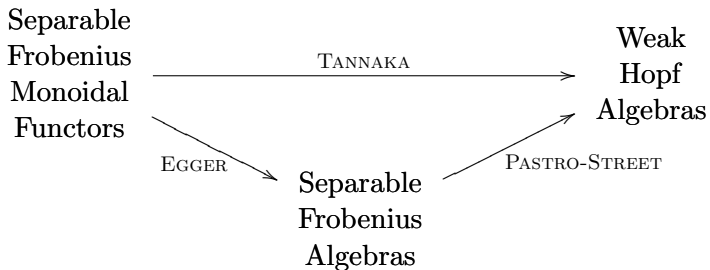 Separable
Frobenius
Monoidal
Functors
TANNAKA
Weak
Hopf
Algebras
EGGER
PASTRO-STREET
Separable
Frobenius
Algebras